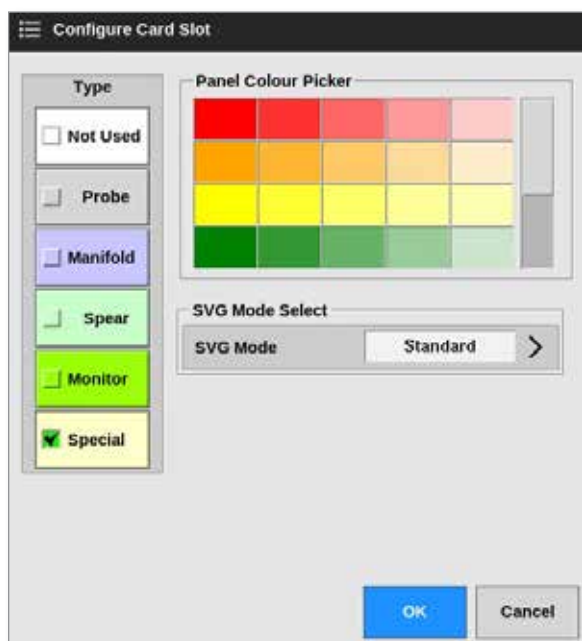 Configure Card Slot
Type
Not Used
Probe
Manifold
Spear
Monitor
Special
Panel Colour Picker
SVG Mode Select
SVG Mode
Standard
OK
Cancel